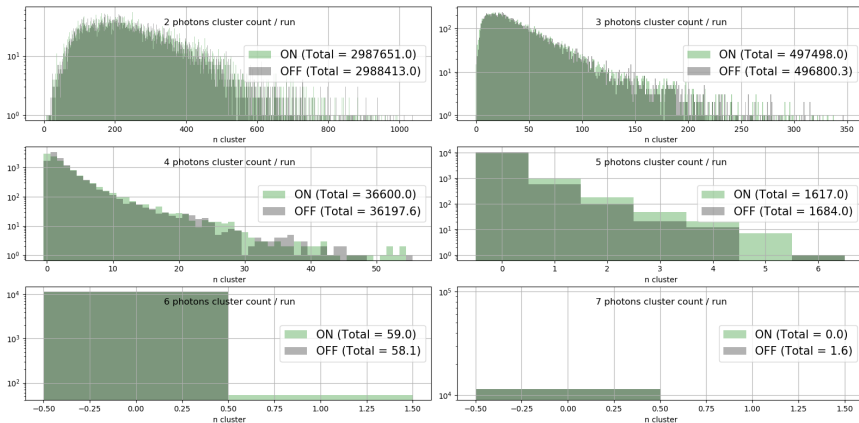 2 photons cluster count / run
ON (Total = 2987651.0)
OFF (Total = 2988413.0)
10¹
10⁰
0 200 400 600 800 1000
n cluster
3 photons cluster count / run
ON (Total = 497498.0)
OFF (Total = 496800.3)
10²
10¹
10⁰
0 50 100 150 200 250 300 350
n cluster
4 photons cluster count / run
ON (Total = 36600.0)
OFF (Total = 36197.6)
10³
10²
10¹
10⁰
0 10 20 30 40 50
n cluster
5 photons cluster count / run
ON (Total = 1617.0)
OFF (Total = 1684.0)
10⁴
10³
10²
10¹
10⁰
0 1 2 3 4 5 6
n cluster
6 photons cluster count / run
ON (Total = 59.0)
OFF (Total = 58.1)
10⁴
10³
10²
−0.50 −0.25 0.00 0.25 0.50 0.75 1.00 1.25 1.50
n cluster
7 photons cluster count / run
ON (Total = 0.0)
OFF (Total = 1.6)
10⁵
10⁴
−0.50 −0.25 0.00 0.25 0.50 0.75 1.00 1.25 1.50
n cluster